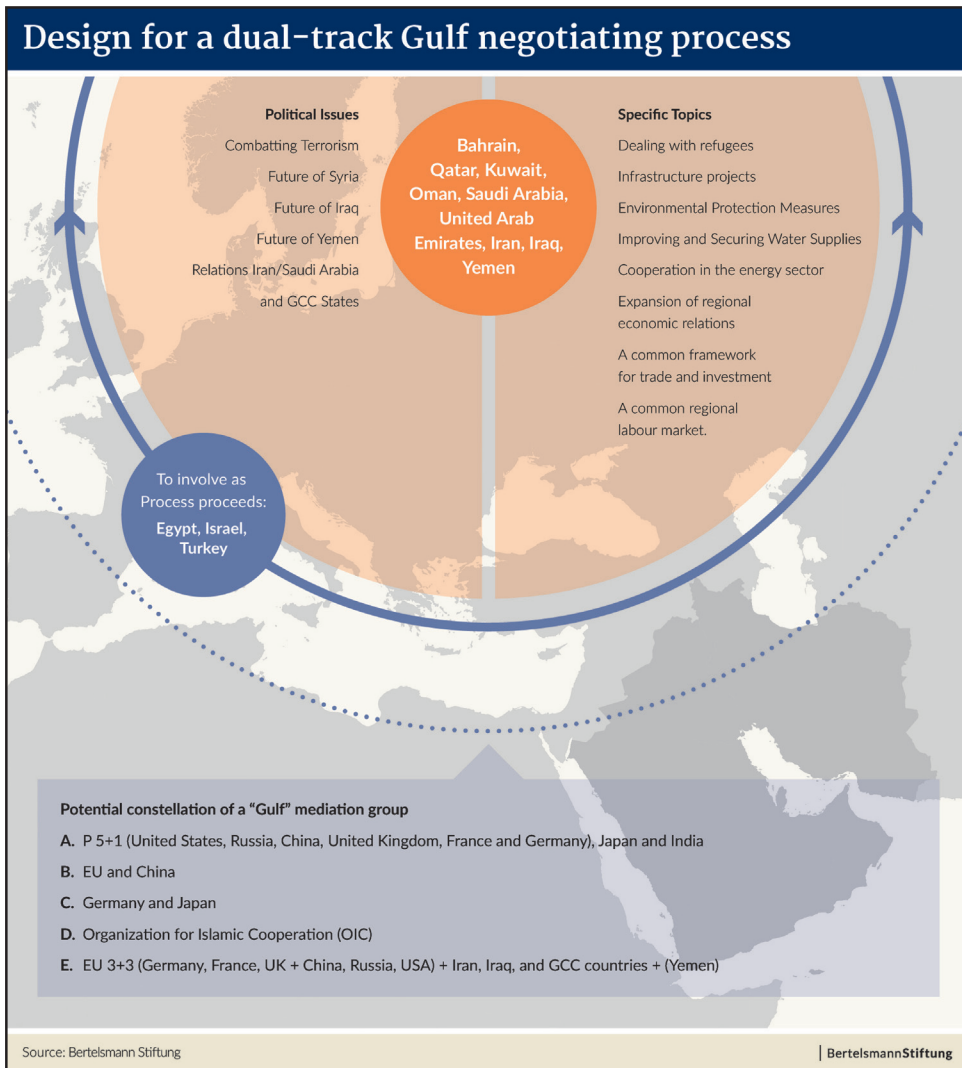 Design for a dual-track Gulf negotiating process
Political Issues
Combatting Terrorism
Future of Syria
Future of Iraq
Future of Yemen
Relations Iran/Saudi Arabia
and GCC States
Bahrain,
Qatar, Kuwait,
Oman, Saudi Arabia,
United Arab
Emirates, Iran, Iraq,
Yemen
Specific Topics
Dealing with refugees
Infrastructure projects
Environmental Protection Measures
Improving and Securing Water Supplies
Cooperation in the energy sector
Expansion of regional
economic relations
A common framework
for trade and investment
A common regional
labour market.
To involve as
Process proceeds:
Egypt, Israel,
Turkey
Potential constellation of a “Gulf” mediation group
A. P 5+1 (United States, Russia, China, United Kingdom, France and Germany), Japan and India
B. EU and China
C. Germany and Japan
D. Organization for Islamic Cooperation (OIC)
E. EU 3+3 (Germany, France, UK + China, Russia, USA) + Iran, Iraq, and GCC countries + (Yemen)
Source: Bertelsmann Stiftung
BertelsmannStiftung